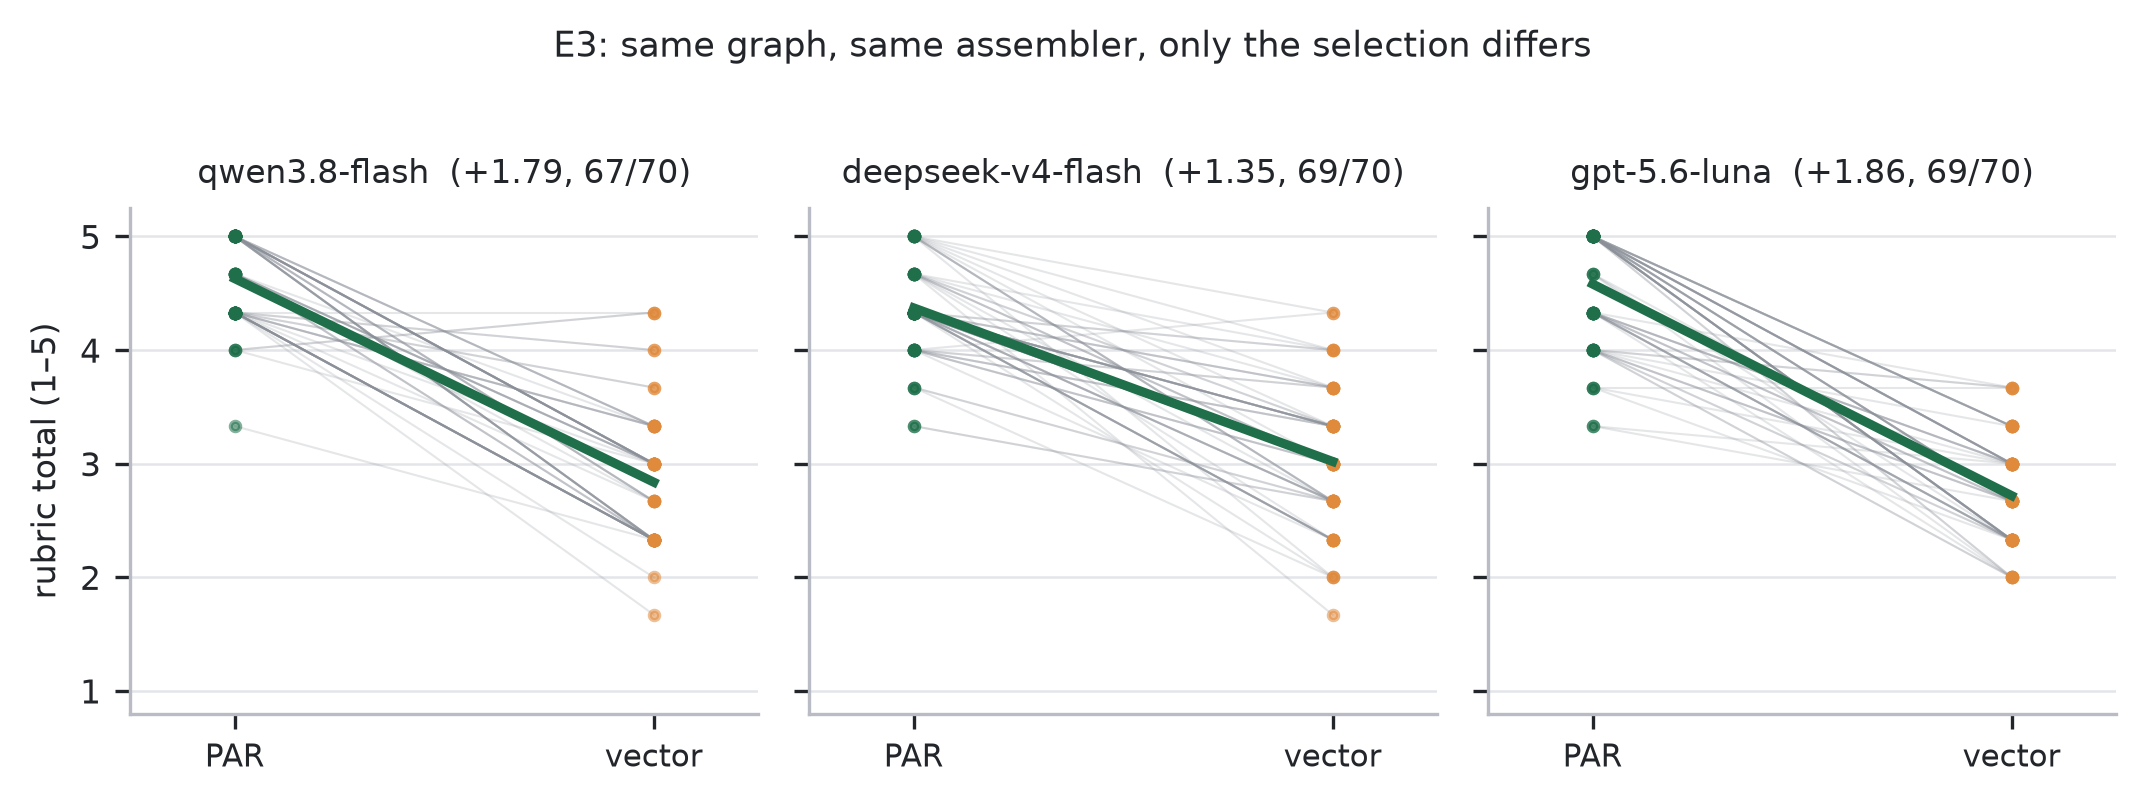 E3: same graph, same assembler, only the selection differs
qwen3.8-flash  (+1.79, 67/70)
deepseek-v4-flash  (+1.35, 69/70)
gpt-5.6-luna  (+1.86, 69/70)
rubric total (1–5)
5
4
3
2
1
PAR
vector
PAR
vector
PAR
vector